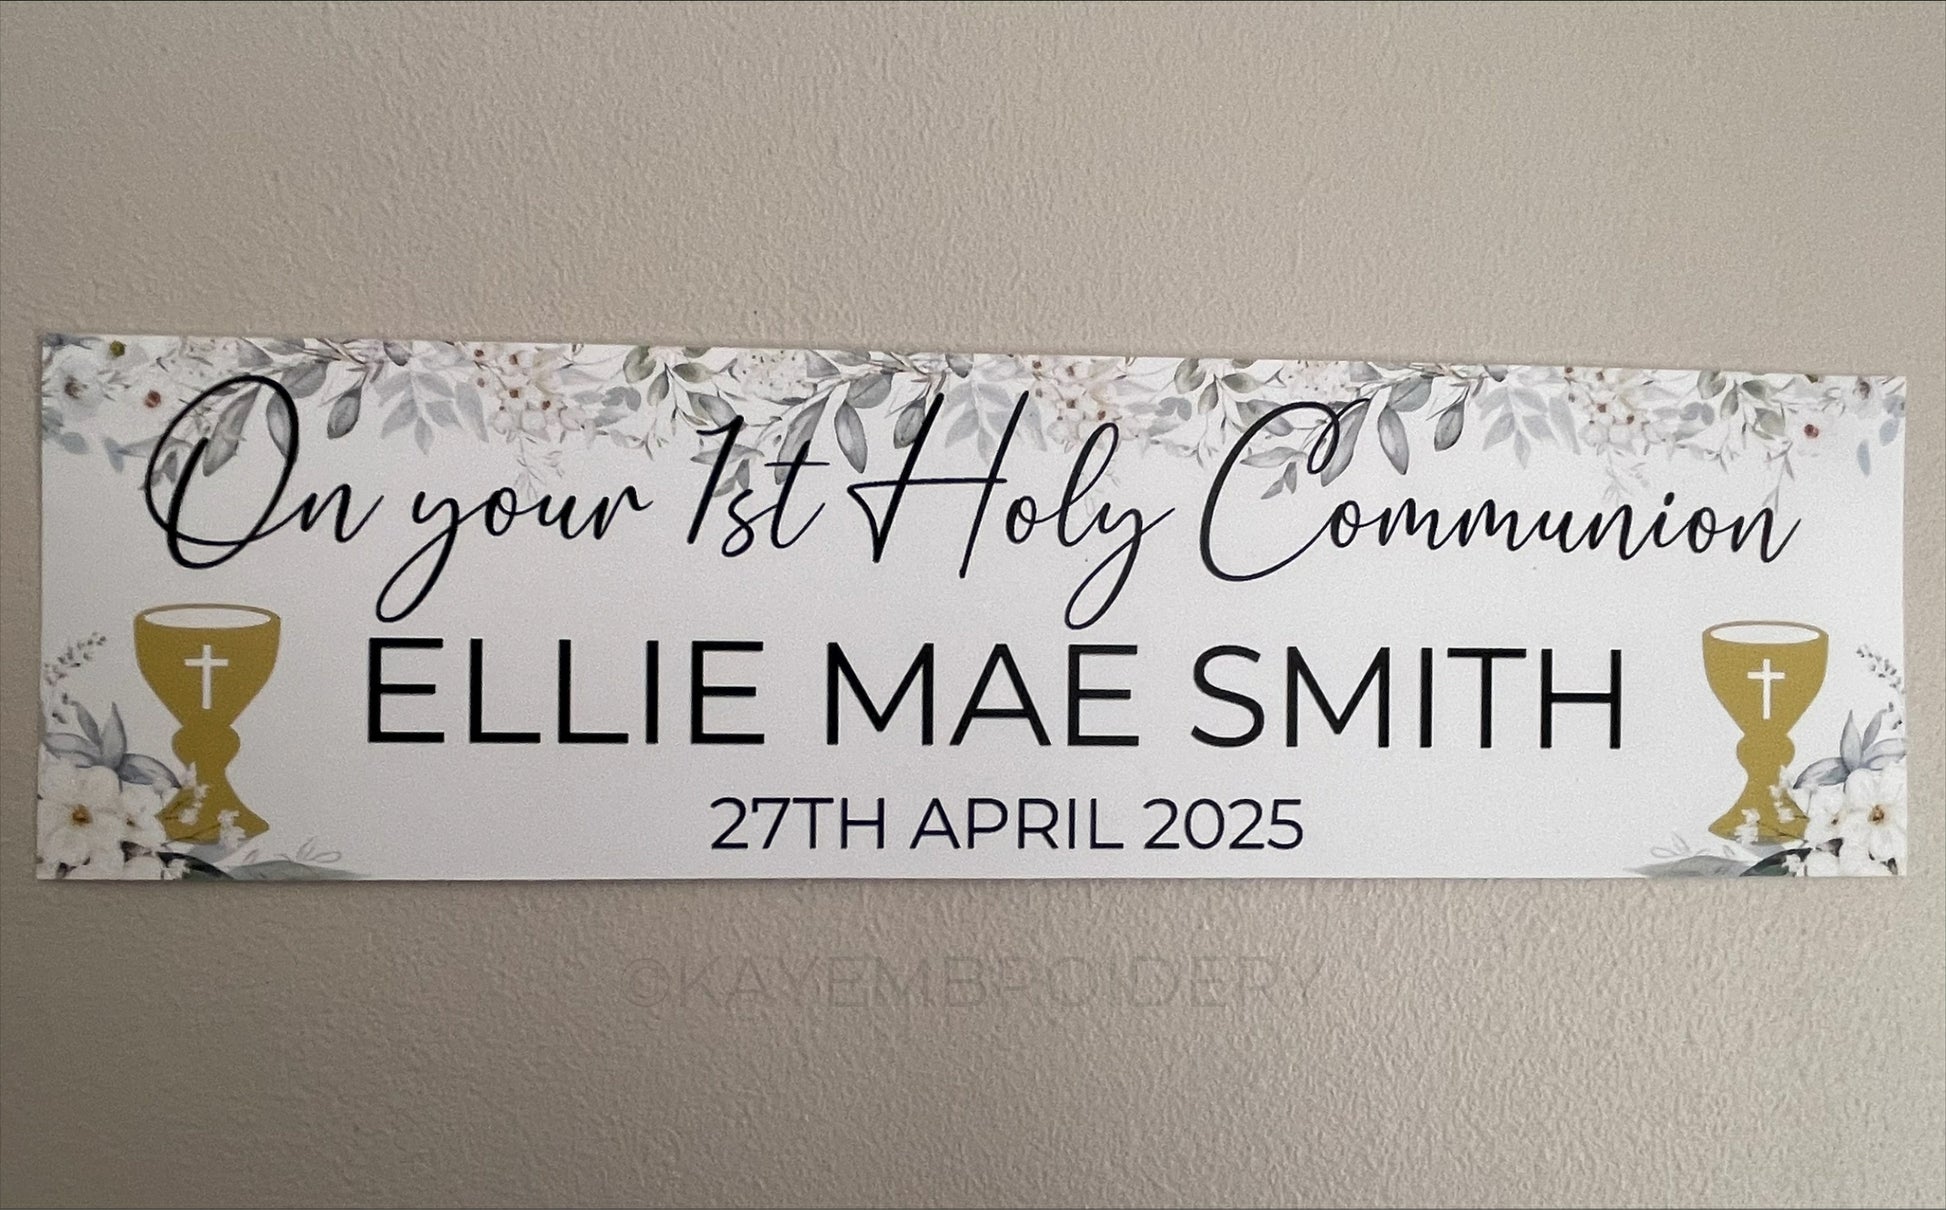 On your 1st Holy Communion
ELLIE MAE SMITH
27TH APRIL 2025
©KAYEMBROIDERY